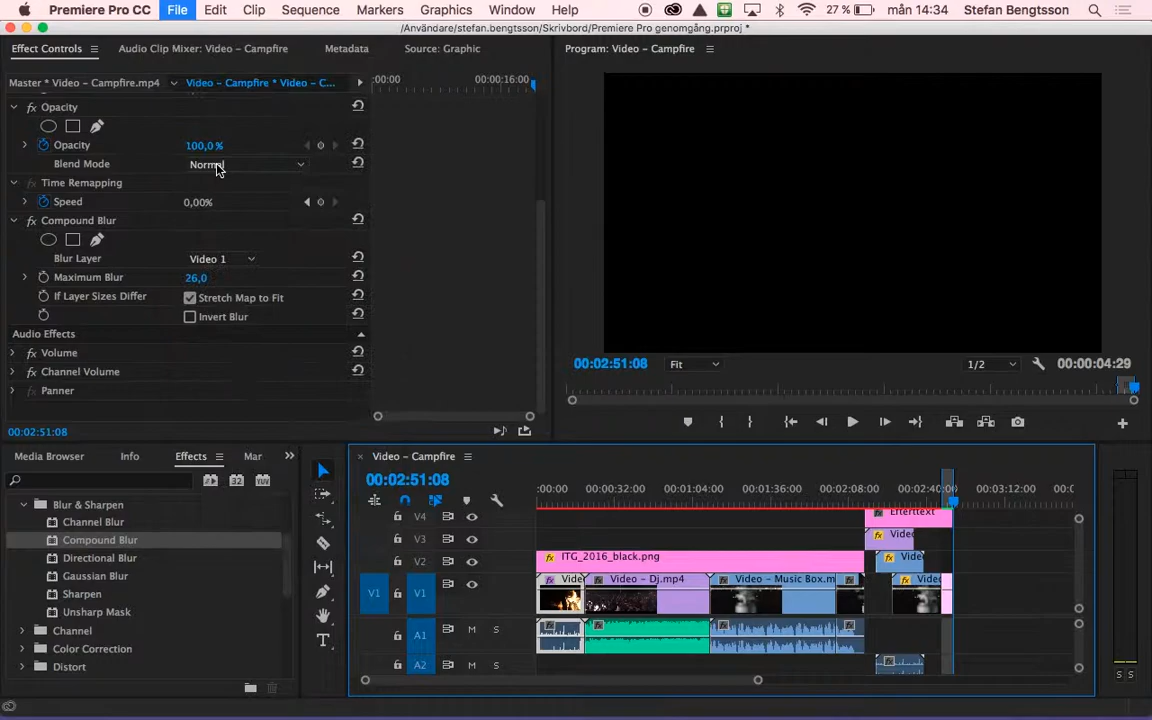 Premiere Pro CC File Edit Clip Sequence Markers Graphics Window Help 27 % mån 14:34 Stefan Bengtsson
/Användare/stefan.bengtsson/Skrivbord/Premiere Pro genomgång.prproj *
Effect Controls Audio Clip Mixer: Video – Campfire Metadata Source: Graphic Program: Video – Campfire
Master * Video – Campfire.mp4 Video – Campfire * Video – C... :00:00 00:00:16:00
Opacity
Opacity 100,0 %
Blend Mode Normal
Time Remapping
Speed 0,00%
Compound Blur
Blur Layer Video 1
Maximum Blur 26,0
If Layer Sizes Differ Stretch Map to Fit
Invert Blur
Audio Effects
Volume
Channel Volume
Panner
00:02:51:08
00:02:51:08 Fit 1/2 00:00:04:29
Media Browser Info Effects Mar
32 YUV
Blur & Sharpen
Channel Blur
Compound Blur
Directional Blur
Gaussian Blur
Sharpen
Unsharp Mask
Channel
Color Correction
Distort
Video – Campfire
00:02:51:08
:00:00 00:00:32:00 00:01:04:00 00:01:36:00 00:02:08:00 00:02:40:00 00:03:12:00 00:0
V4 Eftertext
V3 Video
V2 ITG_2016_black.png Video
V1 V1 Video Video – Dj.mp4 Video – Music Box.m Video
A1 M S
A2 M S
S S